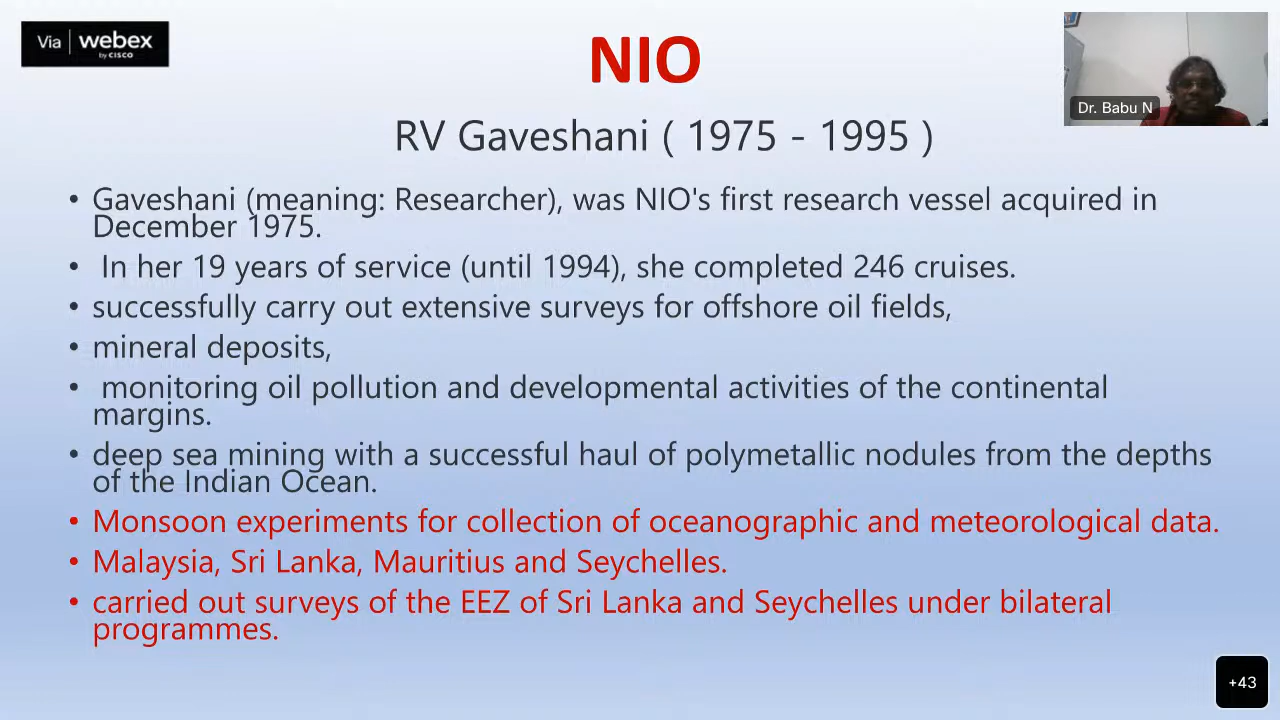 Via webex
by CISCO
NIO
Dr. Babu N
RV Gaveshani ( 1975 - 1995 )
• Gaveshani (meaning: Researcher), was NIO's first research vessel acquired in
December 1975.
• In her 19 years of service (until 1994), she completed 246 cruises.
• successfully carry out extensive surveys for offshore oil fields,
• mineral deposits,
• monitoring oil pollution and developmental activities of the continental
margins.
• deep sea mining with a successful haul of polymetallic nodules from the depths
of the Indian Ocean.
• Monsoon experiments for collection of oceanographic and meteorological data.
• Malaysia, Sri Lanka, Mauritius and Seychelles.
• carried out surveys of the EEZ of Sri Lanka and Seychelles under bilateral
programmes.
+43